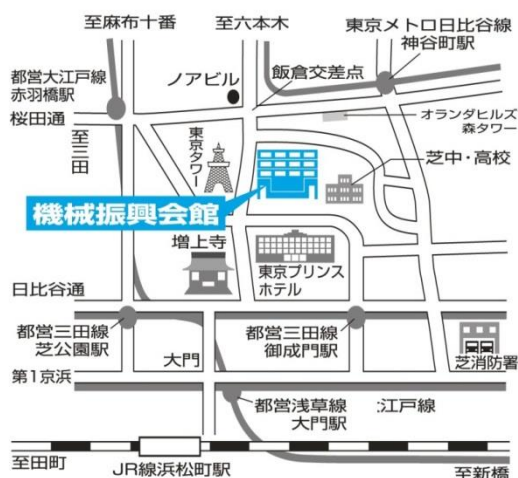 至麻布十番
至六本木
東京メトロ日比谷線
神谷町駅
都営大江戸線
赤羽橋駅
ノアビル
飯倉交差点
桜田通
オランダヒルズ
森タワー
至三田
東京タワー
芝中・高校
機械振興会館
増上寺
東京プリンス
ホテル
日比谷通
都営三田線
芝公園駅
大門
都営三田線
御成門駅
芝消防署
第1京浜
都営浅草線
大門駅
:江戸線
至田町
JR線浜松町駅
至新橋